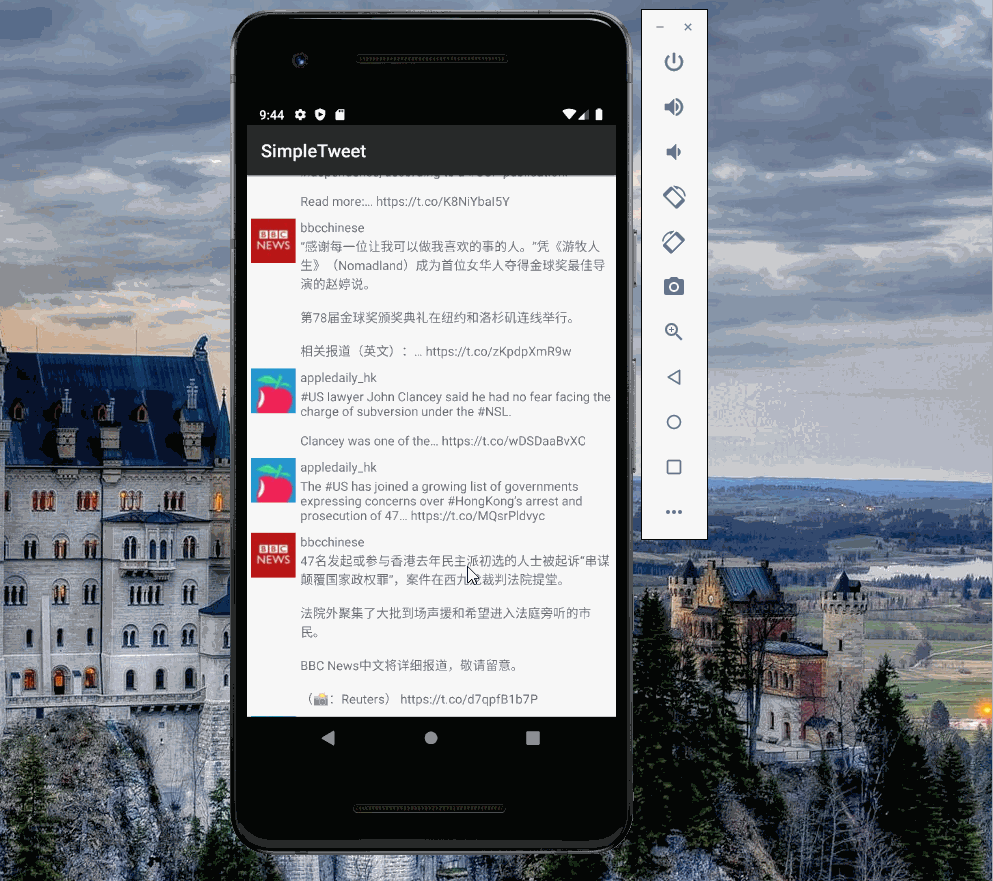 9:44
SimpleTweet
Read more:... https://t.co/K8NiYbaI5Y
BBC
NEWS
bbcchinese
“感谢每一位让我可以做我喜欢的事的人。”凭《游牧人
生》（Nomadland）成为首位女华人夺得金球奖最佳导
演的赵婷说。
第78届金球奖颁奖典礼在纽约和洛杉矶连线举行。
相关报道（英文）：... https://t.co/zKpdpXmR9w
appledaily_hk
#US lawyer John Clancey said he had no fear facing the
charge of subversion under the #NSL.
Clancey was one of the... https://t.co/wDSDaaBvXC
appledaily_hk
The #US has joined a growing list of governments
expressing concerns over #HongKong's arrest and
prosecution of 47... https://t.co/MQsrPldvyc
BBC
NEWS
bbcchinese
47名发起或参与香港去年民主派初选的人士被起诉“串谋
颠覆国家政权罪”，案件在西九 裁判法院提堂。
法院外聚集了大批到场声援和希望进入法庭旁听的市
民。
BBC News中文将详细报道，敬请留意。
（📸：Reuters） https://t.co/d7qpfB1b7P